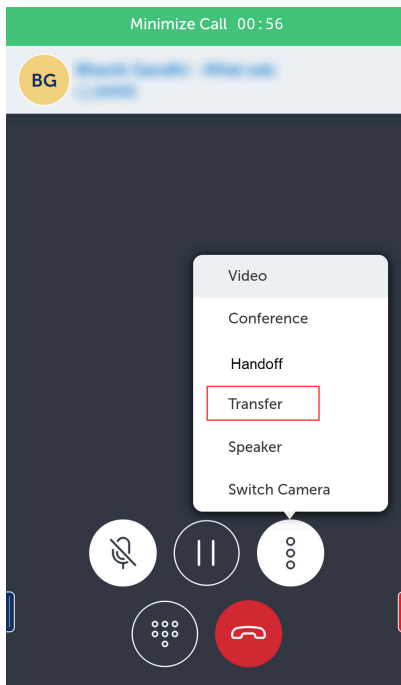 Minimize Call 00:56
BG
Video
Conference
Handoff
Transfer
Speaker
Switch Camera